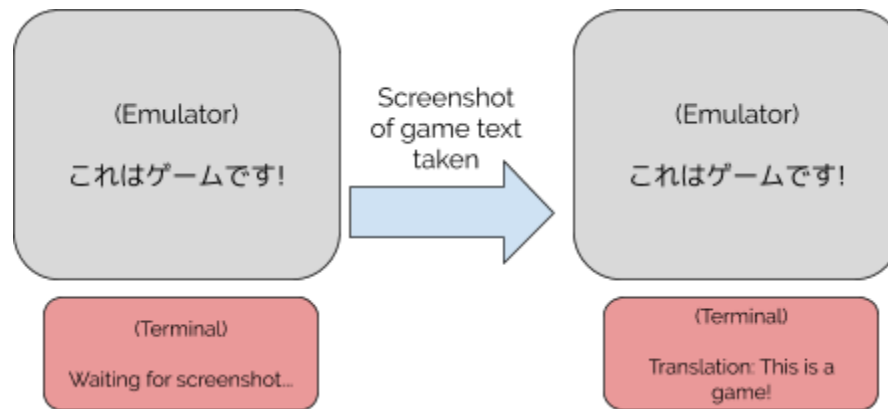 (Emulator)
これはゲームです!
(Terminal)
Waiting for screenshot...
Screenshot
of game text
taken
(Emulator)
これはゲームです!
(Terminal)
Translation: This is a
game!